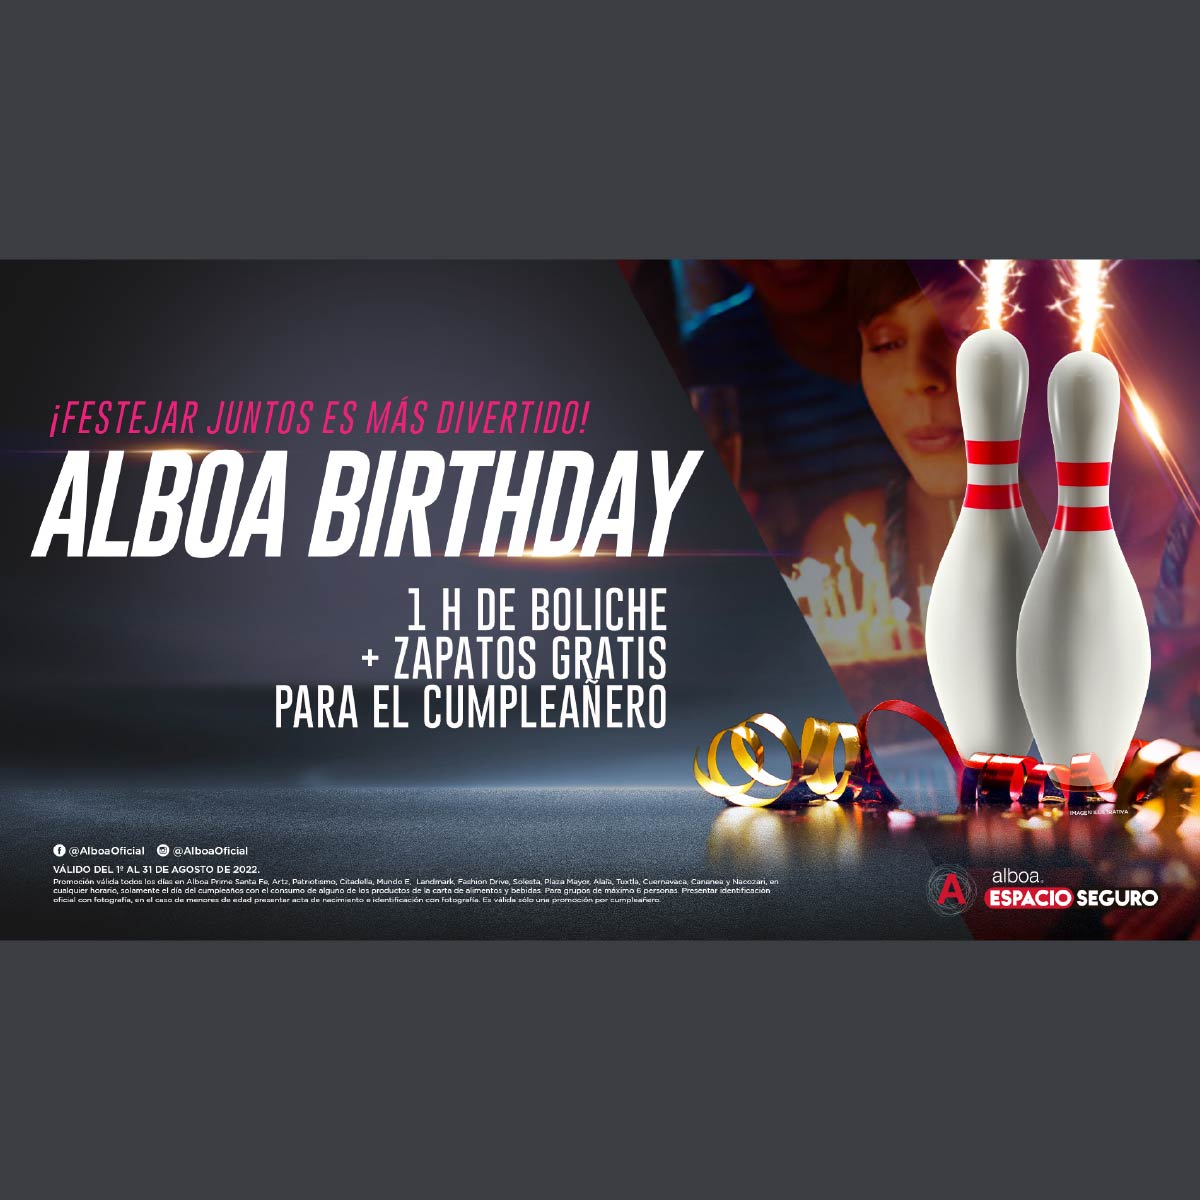 ¡FESTEJAR JUNTOS ES MÁS DIVERTIDO!
ALBOA BIRTHDAY
1 H DE BOLICHE
+ ZAPATOS GRATIS
PARA EL CUMPLEAÑERO
IMAGEN ILUSTRATIVA
@AlboaOficial @AlboaOficial
VÁLIDO DEL 1º AL 31 DE AGOSTO DE 2022.
Promoción válida todos los días en Alboa Prime Santa Fe, Artz, Patriotismo, Citadella, Mundo E, Landmark, Fashion Drive, Solesta, Plaza Mayor, Alaïa, Tuxtla, Cuernavaca, Cananea y Nacozari, en
cualquier horario, solamente el día del cumpleaños con el consumo de alguno de los productos de la carta de alimentos y bebidas. Para grupos de máximo 6 personas. Presentar identificación
oficial con fotografía, en el caso de menores de edad presentar acta de nacimiento e identificación con fotografía. Es válida sólo una promoción por cumpleañero.
A
alboa.
ESPACIO SEGURO